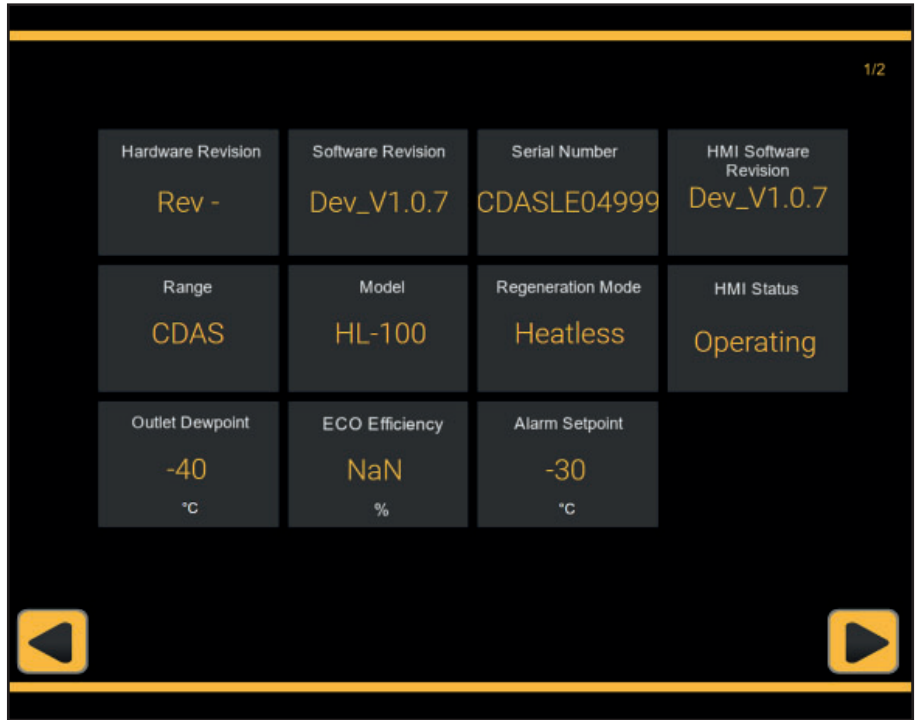 1/2
Hardware Revision
Rev -
Software Revision
Dev_V1.0.7
Serial Number
CDASLE04999
HMI Software
Revision
Dev_V1.0.7
Range
CDAS
Model
HL-100
Regeneration Mode
Heatless
HMI Status
Operating
Outlet Dewpoint
-40
°C
ECO Efficiency
NaN
%
Alarm Setpoint
-30
°C